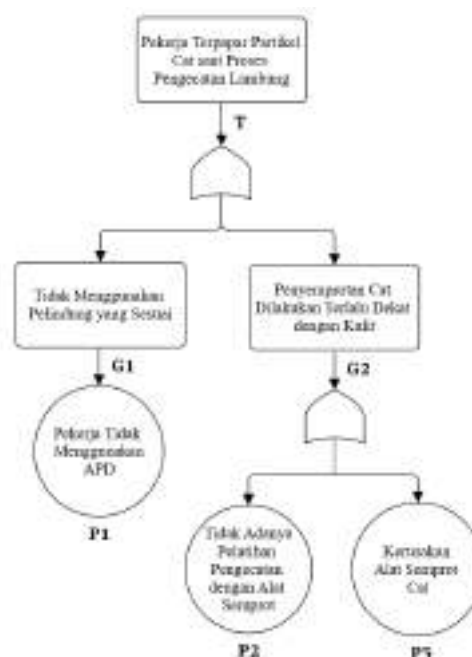 Pekerja Terpapar Partikel
Cat saat Proses
Pengecatan Lambung
T
Tidak Menggunakan
Pelindung yang Sesuai
Penyemprotan Cat
Dilakukan Terlalu Dekat
dengan Kulit
G1
G2
Pekerja Tidak
Menggunakan
APD
Tidak Adanya
Pelatihan
Pengecatan
dengan Alat
Semprot
Kerusakan
Alat Semprot
Cat
P1
P2
P3